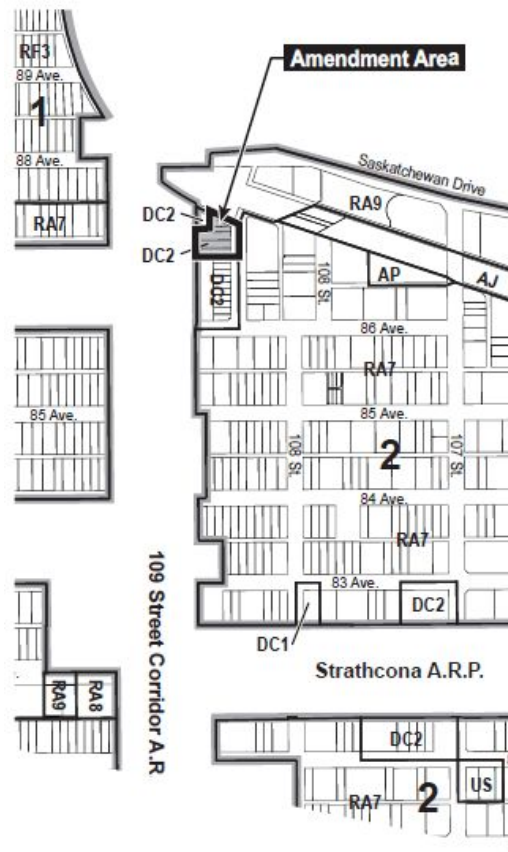 RF3
89 Ave.
1
88 Ave.
RA7
Amendment Area
Saskatchewan Drive
DC2
RA9
DC2
DC2
108 St.
AP
AJ
86 Ave.
RA7
85 Ave.
85 Ave.
108 St.
2
107 St.
84 Ave.
RA7
109 Street Corridor A.R
83 Ave.
DC2
DC1
Strathcona A.R.P.
RA9
RA8
DC2
US
RA7
2